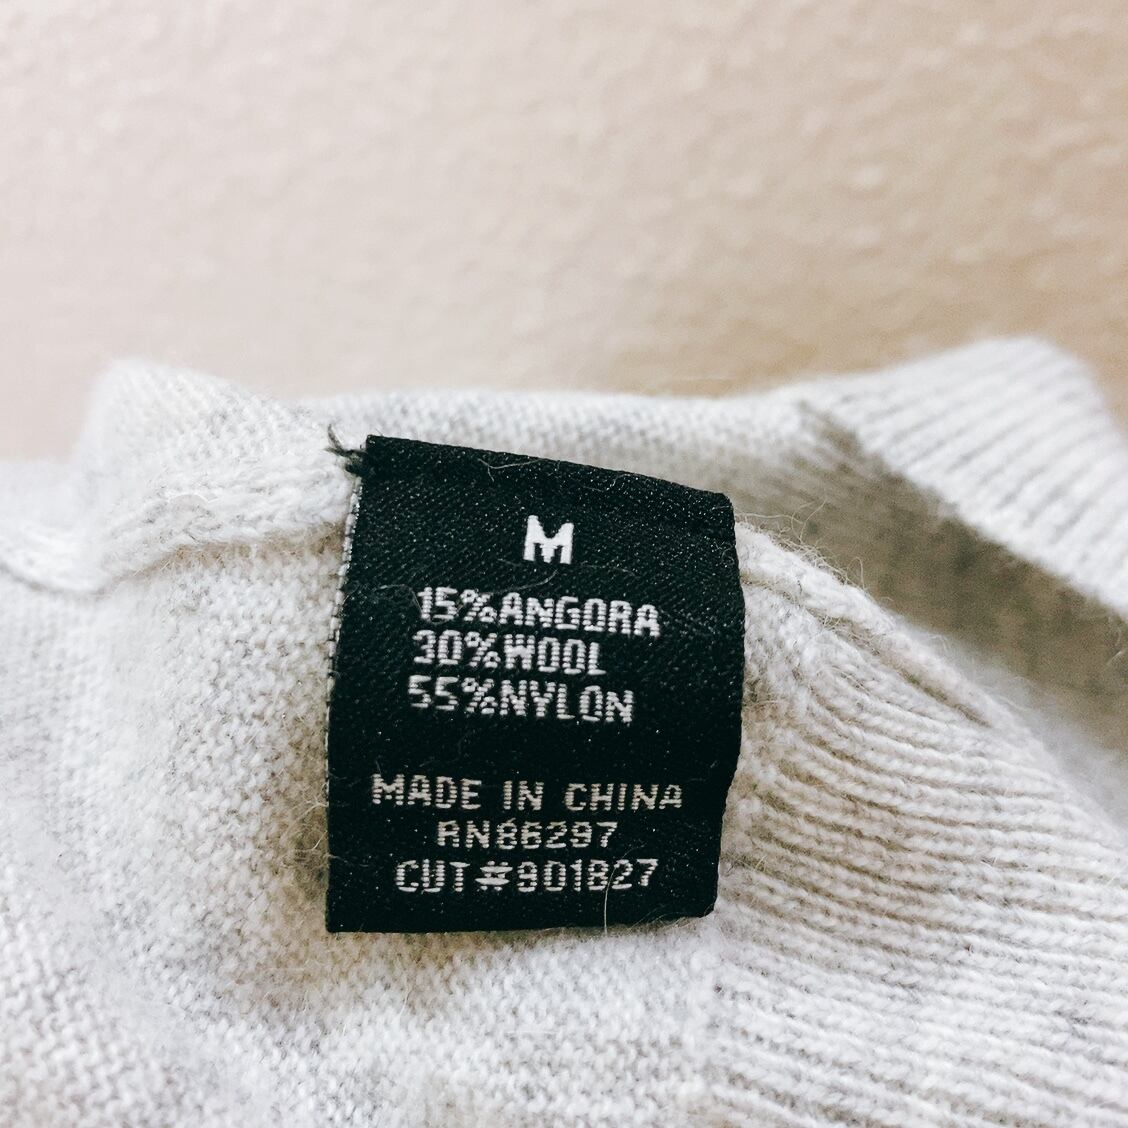 M
15%ANGORA
30%WOOL
55%NYLON
MADE IN CHINA
RN86297
CUT#901827